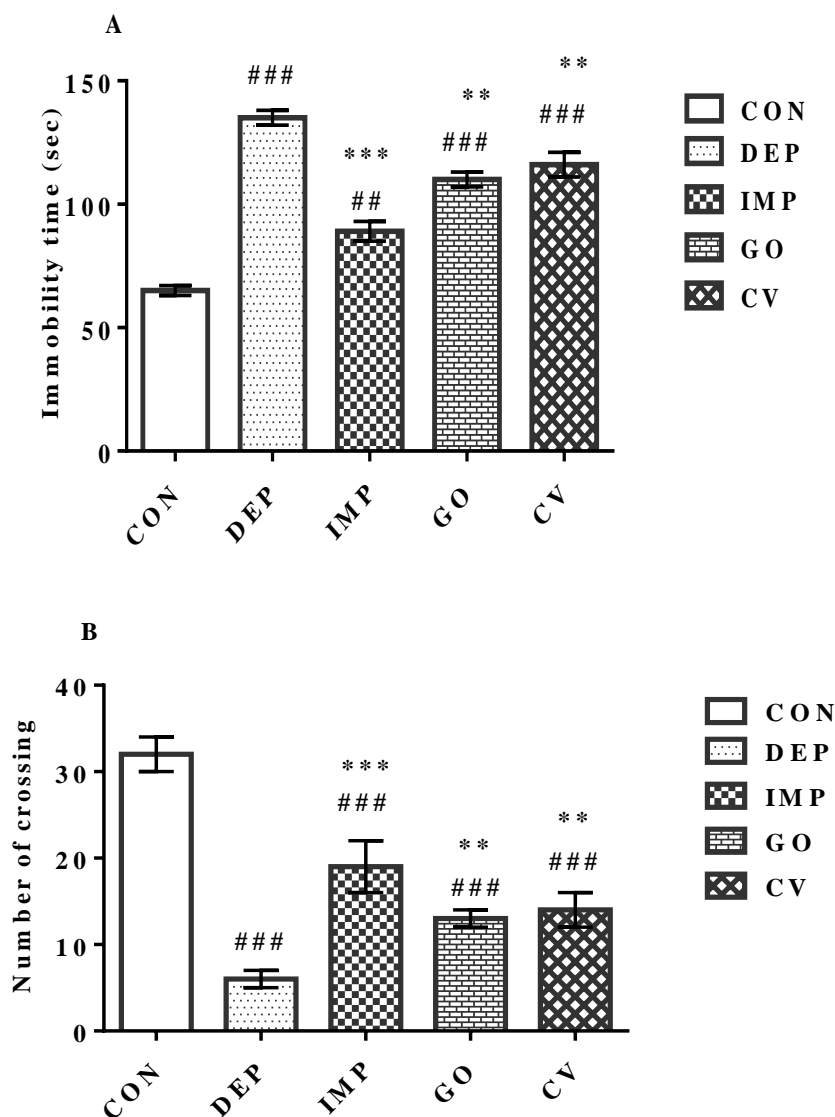 A
Immobility time (sec)
150
100
50
0
###
***
##
**
###
**
###
CON
DEP
IMP
GO
CV
CON
DEP
IMP
GO
CV
B
Number of crossing
40
30
20
10
0
###
***
###
**
###
**
###
CON
DEP
IMP
GO
CV
CON
DEP
IMP
GO
CV